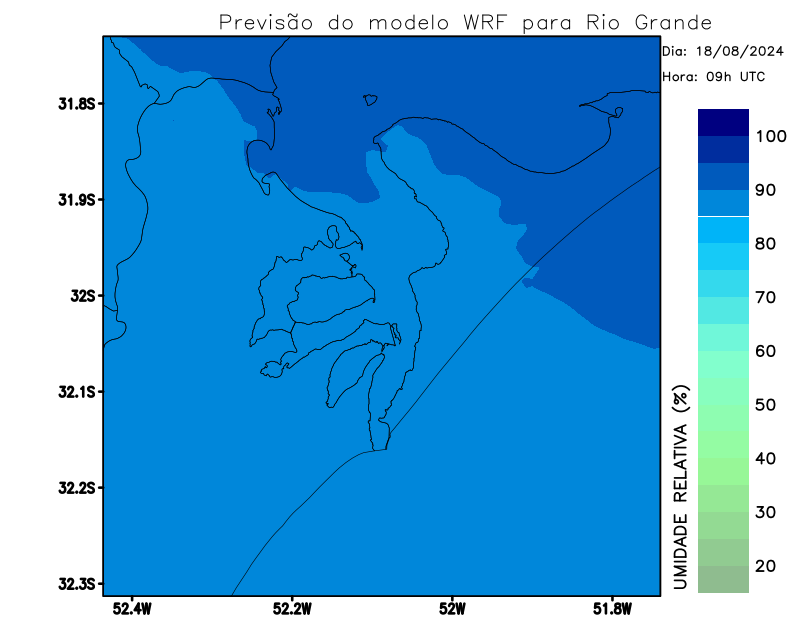 Previsão do modelo WRF para Rio Grande
Dia: 18/08/2024
Hora: 09h UTC
31.8S
31.9S
32S
32.1S
32.2S
32.3S
52.4W
52.2W
52W
51.8W
100
90
80
70
60
50
40
30
20
UMIDADE RELATIVA (%)